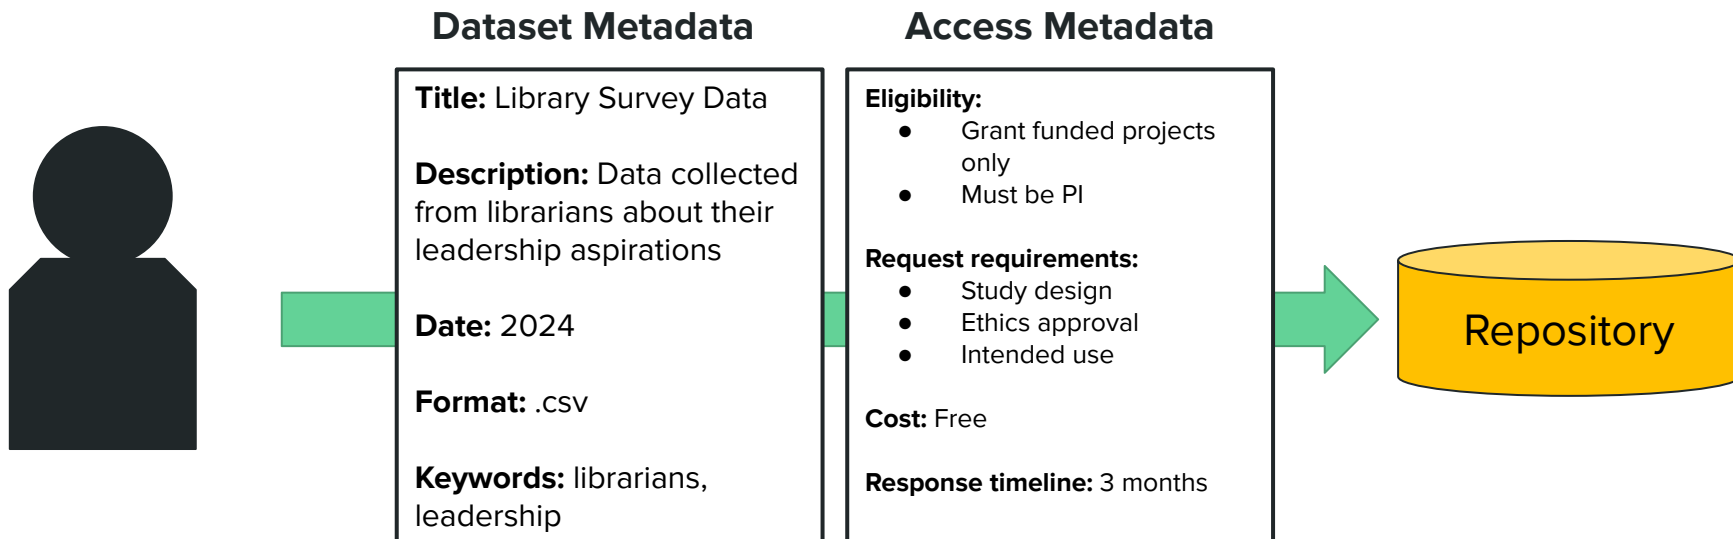 Dataset Metadata
Title: Library Survey Data
Description: Data collected
from librarians about their
leadership aspirations
Date: 2024
Format: .csv
Keywords: librarians,
leadership
Access Metadata
Eligibility:
● Grant funded projects
only
● Must be PI
Request requirements:
● Study design
● Ethics approval
● Intended use
Cost: Free
Response timeline: 3 months
Repository